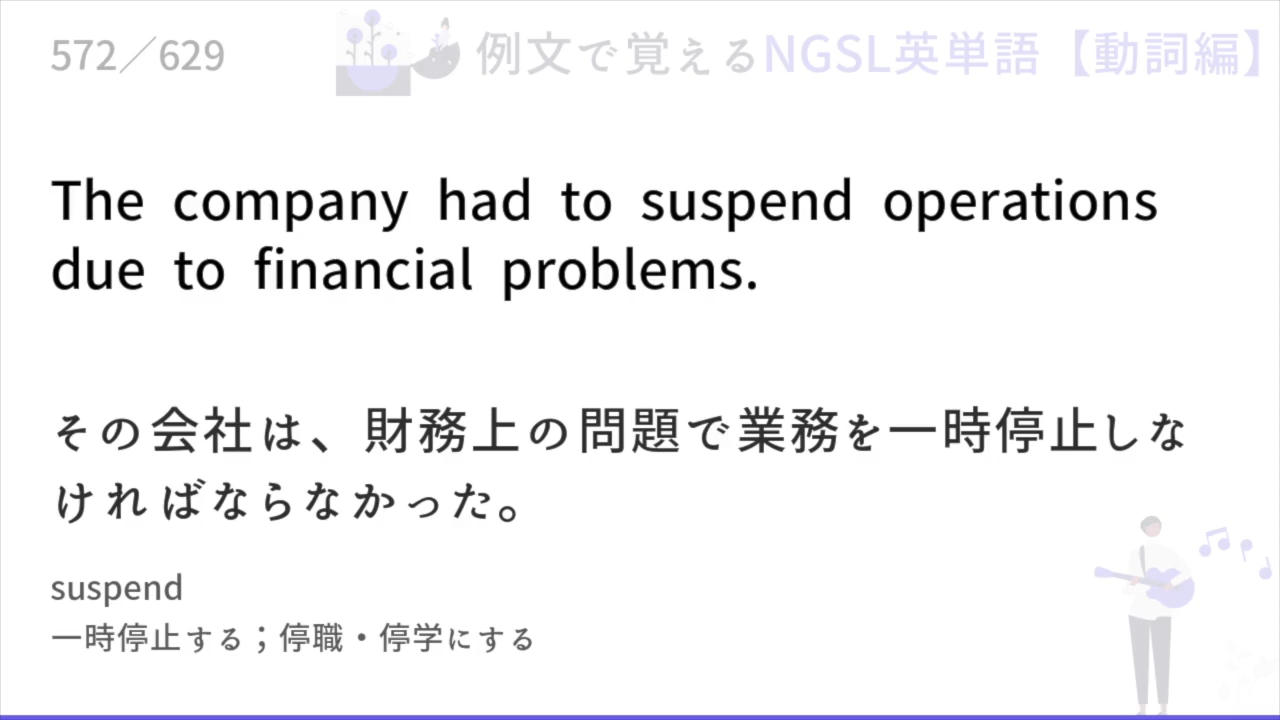 572／629
例文で覚えるNGSL英単語【動詞編】
The company had to suspend operations
due to financial problems.
その会社は、財務上の問題で業務を一時停止しな
ければならなかった。
suspend
一時停止する；停職・停学にする